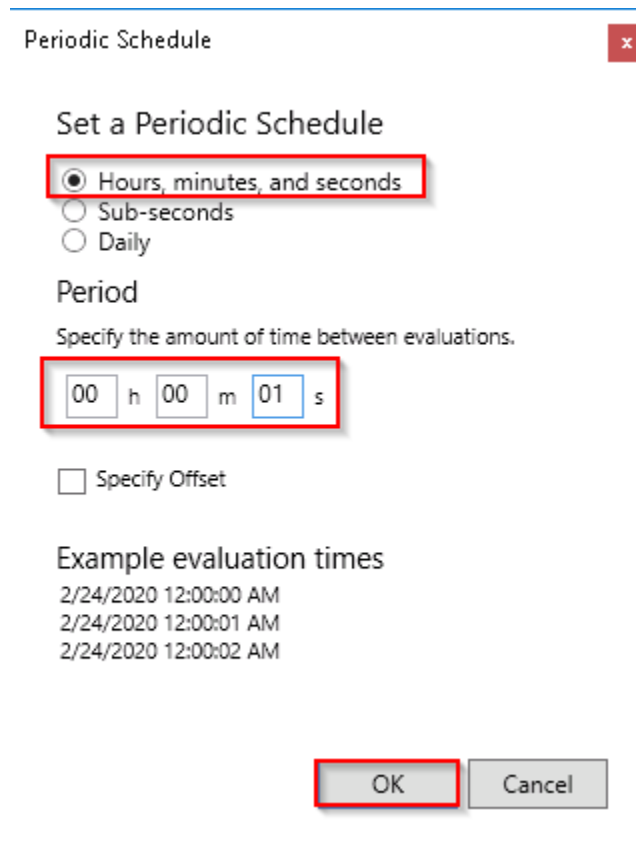 Periodic Schedule
x
Set a Periodic Schedule
Hours, minutes, and seconds
Sub-seconds
Daily
Period
Specify the amount of time between evaluations.
00 h 00 m 01 s
Specify Offset
Example evaluation times
2/24/2020 12:00:00 AM
2/24/2020 12:00:01 AM
2/24/2020 12:00:02 AM
OK Cancel